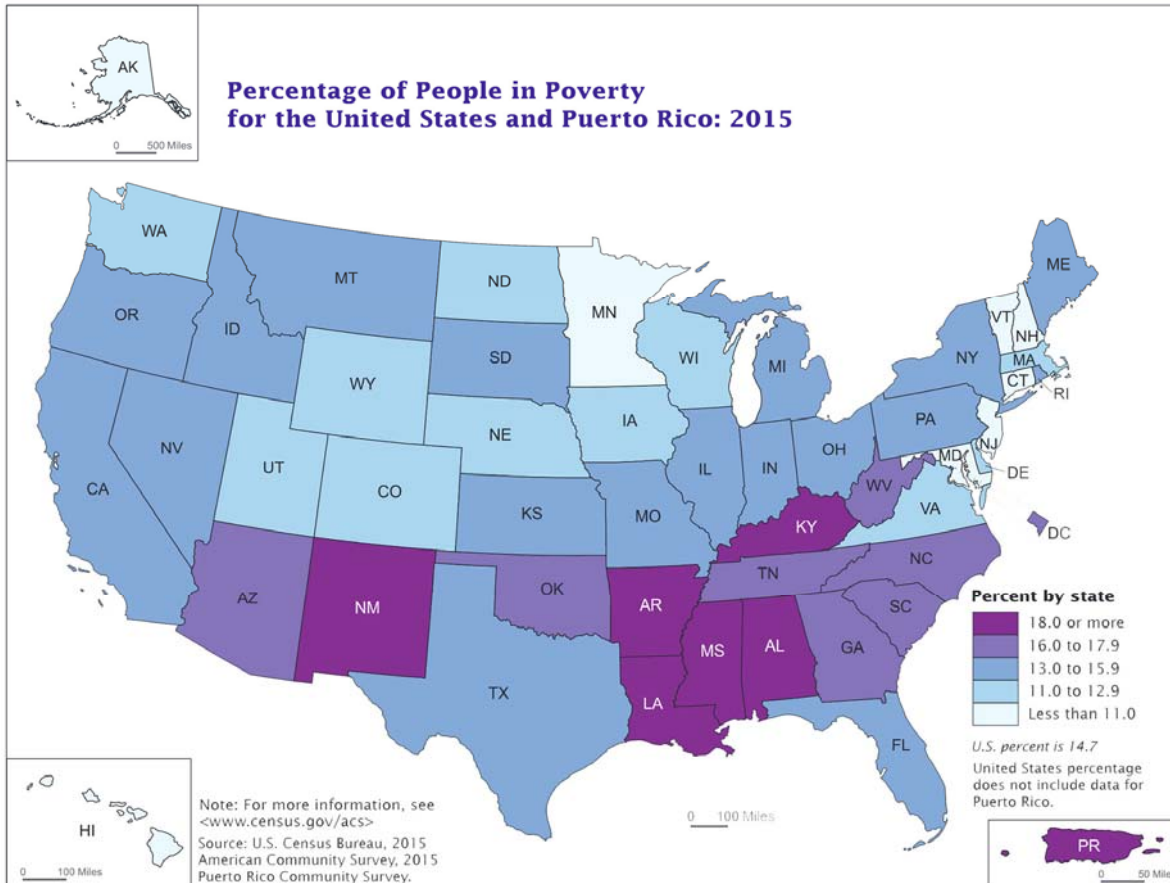 AK
0 500 Miles
Percentage of People in Poverty
for the United States and Puerto Rico: 2015
WA
MT
ND
MN
ME
OR
ID
SD
WI
MI
VT
NH
NY
MA
CT
RI
WY
IA
NE
PA
NJ
NV
UT
CO
IL
IN
OH
MD
DE
CA
KS
MO
WV
VA
KY
DC
AZ
NM
OK
AR
TN
NC
SC
MS
AL
GA
TX
LA
FL
Percent by state
18.0 or more
16.0 to 17.9
13.0 to 15.9
11.0 to 12.9
Less than 11.0
U.S. percent is 14.7
United States percentage
does not include data for
Puerto Rico.
HI
0 100 Miles
Note: For more information, see
<www.census.gov/acs>
Source: U.S. Census Bureau, 2015
American Community Survey, 2015
Puerto Rico Community Survey.
0 100 Miles
PR
0 50 Miles